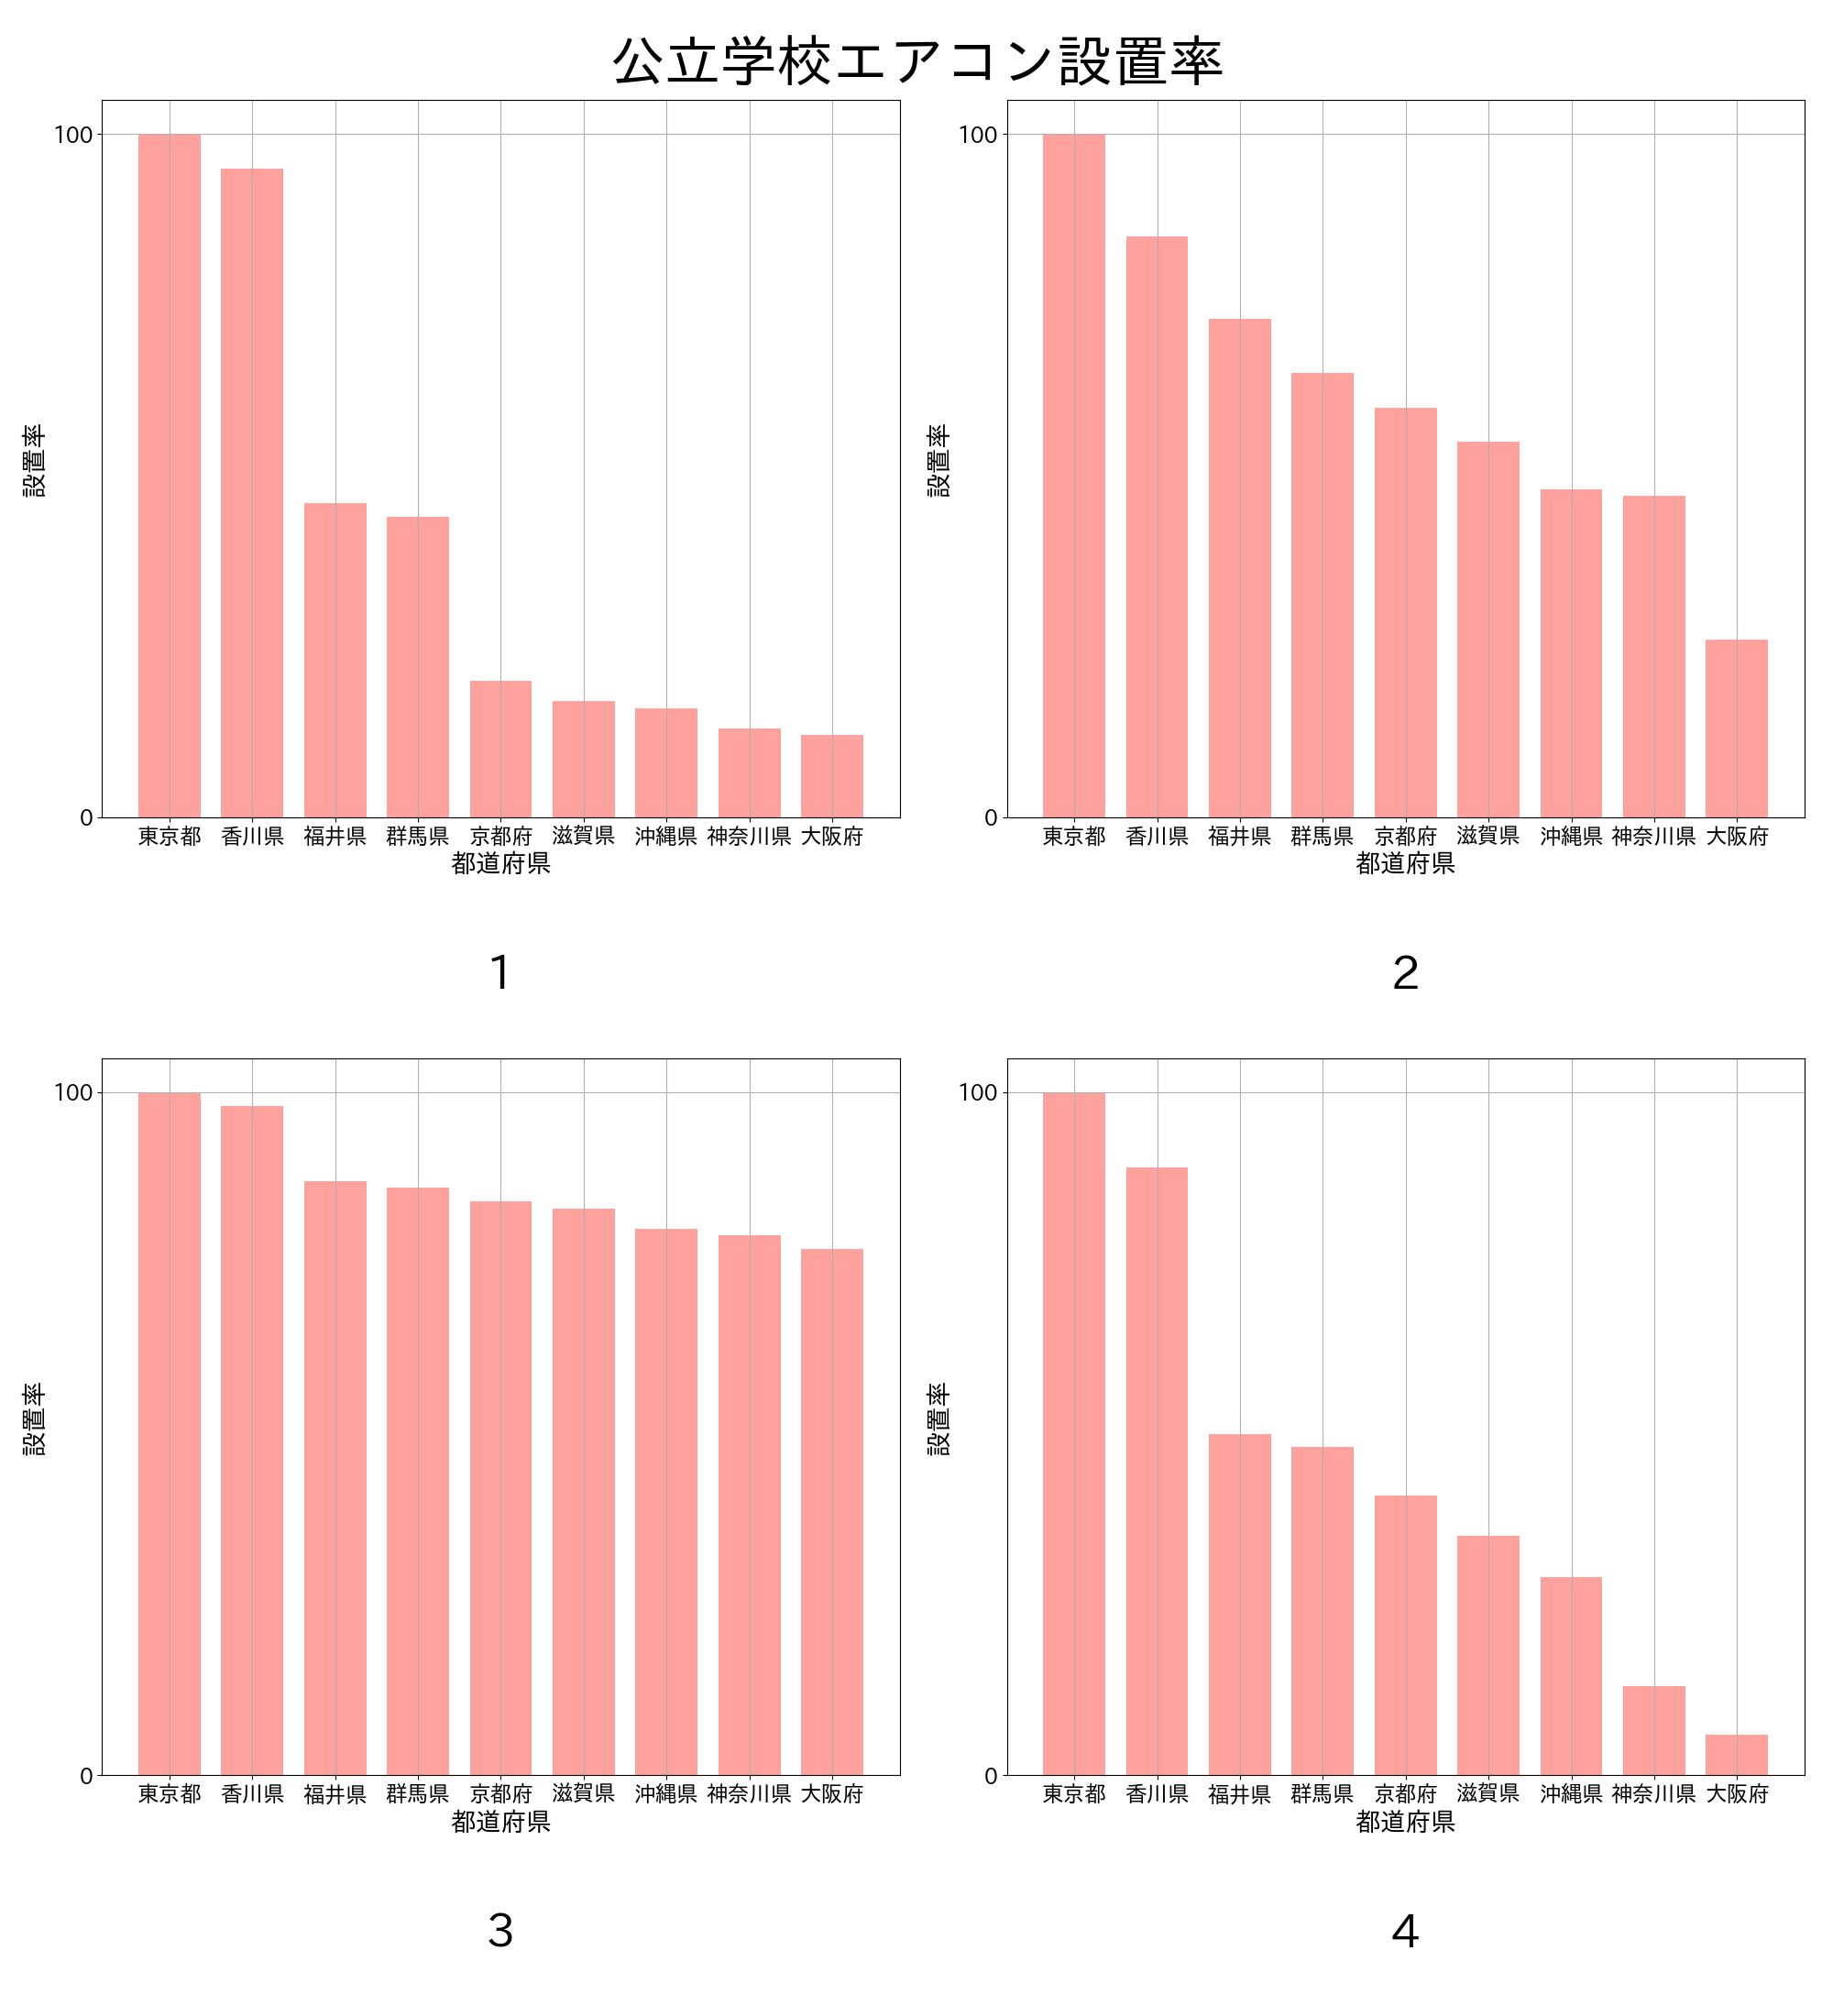 公立学校エアコン設置率
100
0
設置率
東京都 香川県 福井県 群馬県 京都府 滋賀県 沖縄県 神奈川県 大阪府
都道府県
1
100
0
設置率
東京都 香川県 福井県 群馬県 京都府 滋賀県 沖縄県 神奈川県 大阪府
都道府県
2
100
0
設置率
東京都 香川県 福井県 群馬県 京都府 滋賀県 沖縄県 神奈川県 大阪府
都道府県
3
100
0
設置率
東京都 香川県 福井県 群馬県 京都府 滋賀県 沖縄県 神奈川県 大阪府
都道府県
4